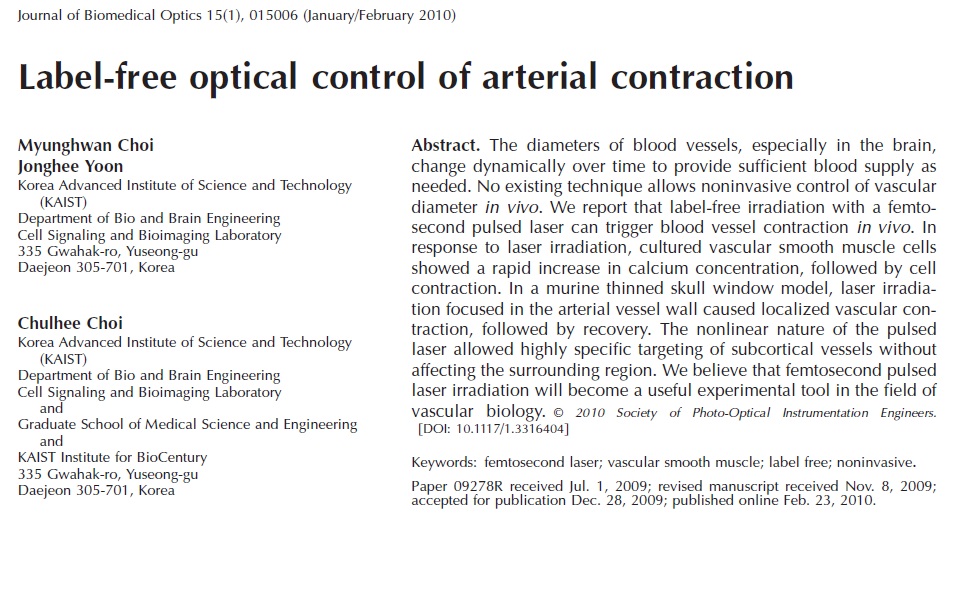 Journal of Biomedical Optics 15(1), 015006 (January/February 2010)
Label-free optical control of arterial contraction
Myunghwan Choi
Jonghee Yoon
Korea Advanced Institute of Science and Technology
(KAIST)
Department of Bio and Brain Engineering
Cell Signaling and Bioimaging Laboratory
335 Gwahak-ro, Yuseong-gu
Daejeon 305-701, Korea
Chulhee Choi
Korea Advanced Institute of Science and Technology
(KAIST)
Department of Bio and Brain Engineering
Cell Signaling and Bioimaging Laboratory
and
Graduate School of Medical Science and Engineering
and
KAIST Institute for BioCentury
335 Gwahak-ro, Yuseong-gu
Daejeon 305-701, Korea
Abstract. The diameters of blood vessels, especially in the brain,
change dynamically over time to provide sufficient blood supply as
needed. No existing technique allows noninvasive control of vascular
diameter in vivo. We report that label-free irradiation with a femto-
second pulsed laser can trigger blood vessel contraction in vivo. In
response to laser irradiation, cultured vascular smooth muscle cells
showed a rapid increase in calcium concentration, followed by cell
contraction. In a murine thinned skull window model, laser irradia-
tion focused in the arterial vessel wall caused localized vascular con-
traction, followed by recovery. The nonlinear nature of the pulsed
laser allowed highly specific targeting of subcortical vessels without
affecting the surrounding region. We believe that femtosecond pulsed
laser irradiation will become a useful experimental tool in the field of
vascular biology. © 2010 Society of Photo-Optical Instrumentation Engineers.
[DOI: 10.1117/1.3316404]
Keywords: femtosecond laser; vascular smooth muscle; label free; noninvasive.
Paper 09278R received Jul. 1, 2009; revised manuscript received Nov. 8, 2009;
accepted for publication Dec. 28, 2009; published online Feb. 23, 2010.